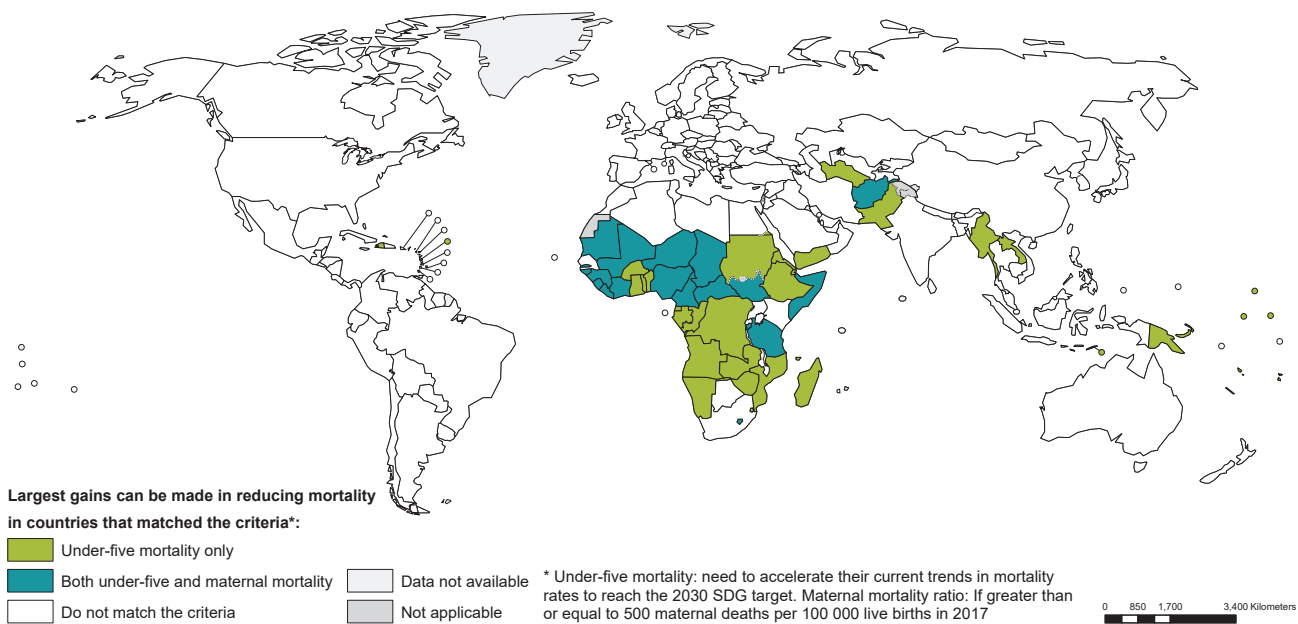 Largest gains can be made in reducing mortality
in countries that matched the criteria*:
Under-five mortality only
Both under-five and maternal mortality
Do not match the criteria
Data not available
Not applicable
* Under-five mortality: need to accelerate their current trends in mortality
rates to reach the 2030 SDG target. Maternal mortality ratio: If greater than
or equal to 500 maternal deaths per 100 000 live births in 2017
0 850 1,700 3,400 Kilometers